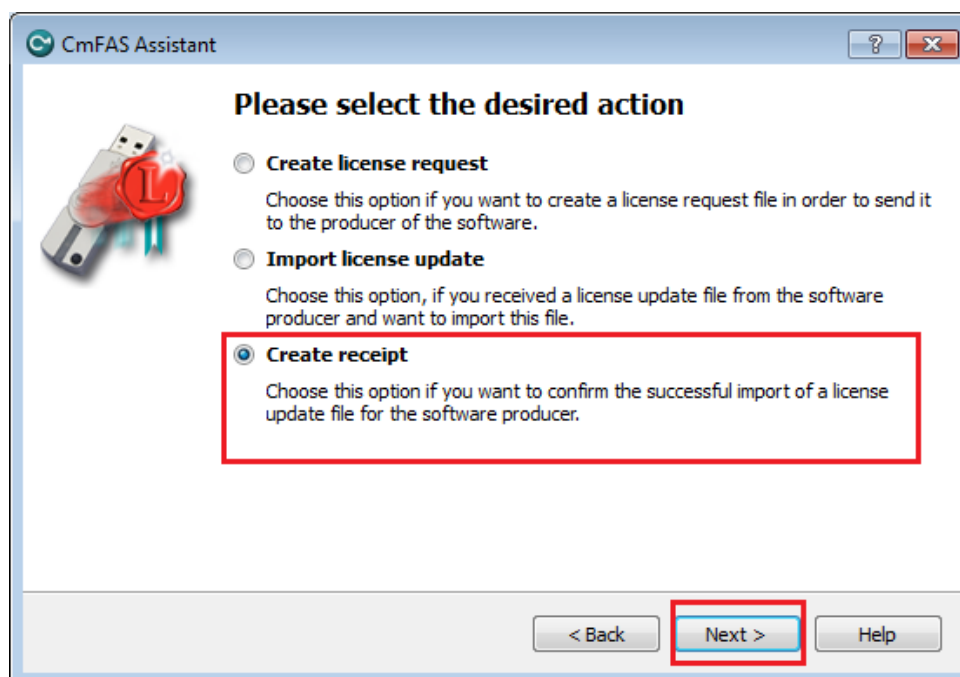 CmFAS Assistant
?
Please select the desired action
Create license request
Choose this option if you want to create a license request file in order to send it
to the producer of the software.
Import license update
Choose this option, if you received a license update file from the software
producer and want to import this file.
Create receipt
Choose this option if you want to confirm the successful import of a license
update file for the software producer.
L
< Back Next > Help